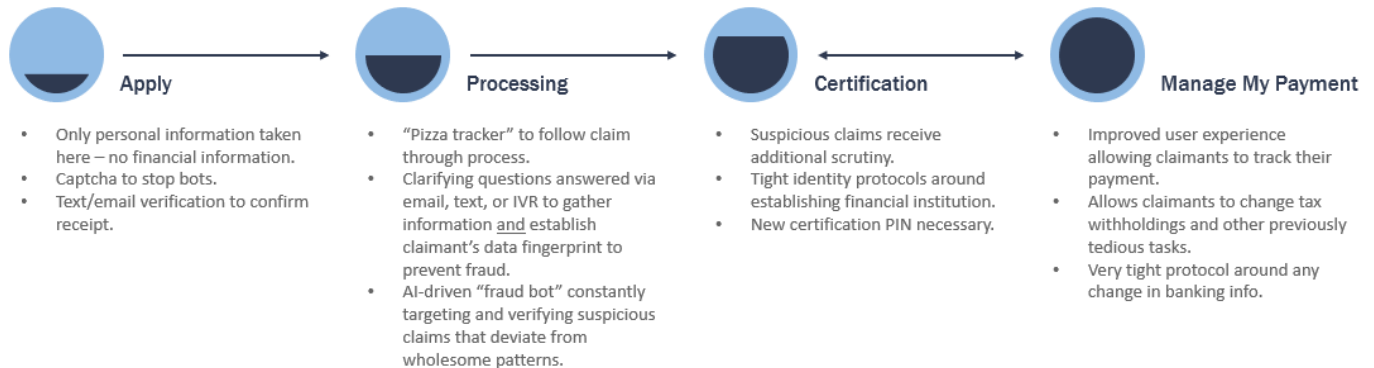 Apply
• Only personal information taken
here – no financial information.
• Captcha to stop bots.
• Text/email verification to confirm
receipt.
Processing
• “Pizza tracker” to follow claim
through process.
• Clarifying questions answered via
email, text, or IVR to gather
information and establish
claimant’s data fingerprint to
prevent fraud.
• AI-driven “fraud bot” constantly
targeting and verifying suspicious
claims that deviate from
wholesome patterns.
Certification
• Suspicious claims receive
additional scrutiny.
• Tight identity protocols around
establishing financial institution.
• New certification PIN necessary.
Manage My Payment
• Improved user experience
allowing claimants to track their
payment.
• Allows claimants to change tax
withholdings and other previously
tedious tasks.
• Very tight protocol around any
change in banking info.